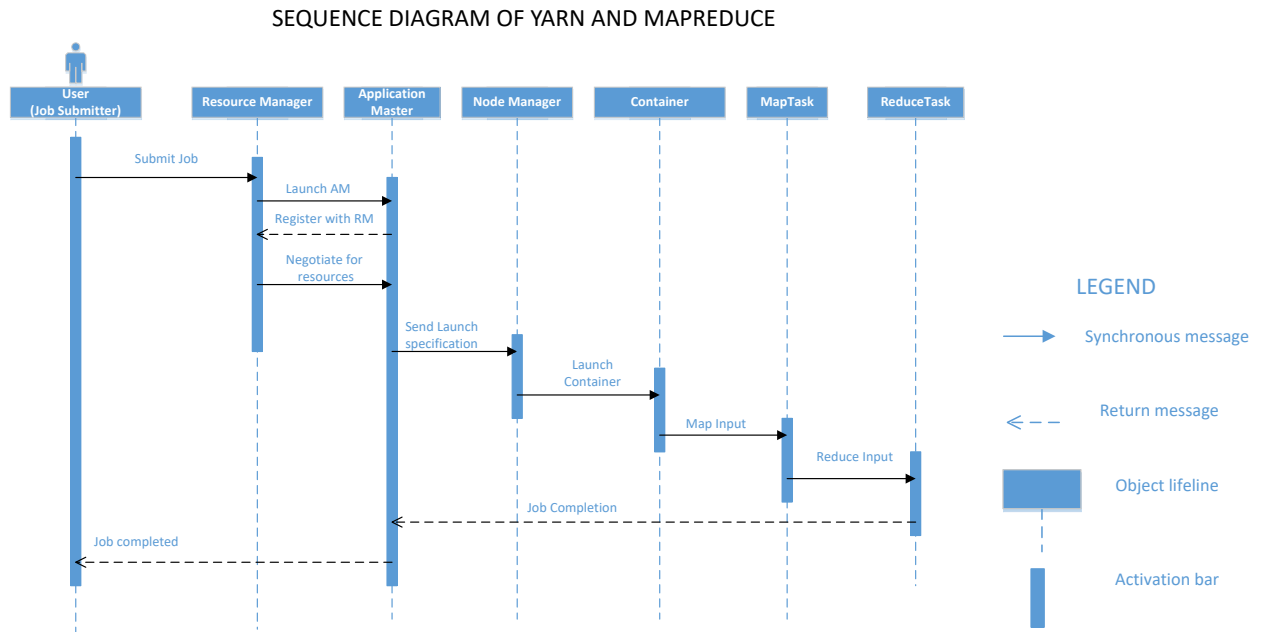 SEQUENCE DIAGRAM OF YARN AND MAPREDUCE
User
(Job Submitter)
Resource Manager
Application
Master
Node Manager
Container
MapTask
ReduceTask
Submit Job
Launch AM
Register with RM
Negotiate for
resources
Send Launch
specification
Launch
Container
Map Input
Reduce Input
Job Completion
Job completed
LEGEND
Synchronous message
Return message
Object lifeline
Activation bar